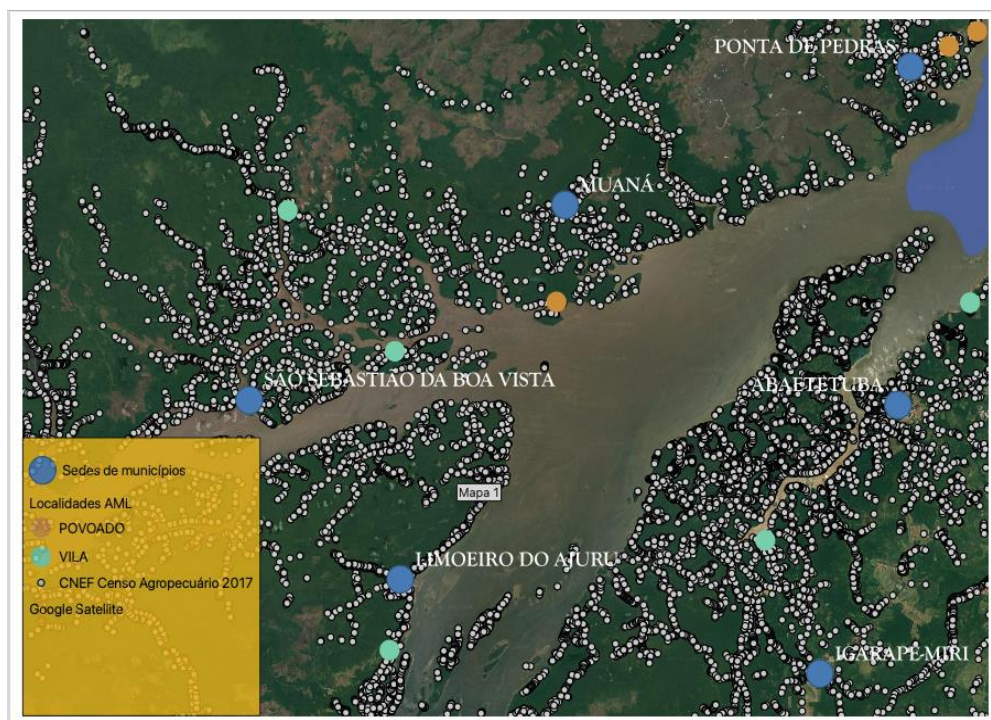 PONTA DE PEDRAS
MUANÁ
SÃO SEBASTIÃO DA BOA VISTA
ABAETETUBA
Mapa 1
LIMOEIRO DO AJURU
IGARAPÉ-MIRI
Sedes de municípios
Localidades AML
POVOADO
VILA
CNEF Censo Agropecuário 2017
Google Satellite